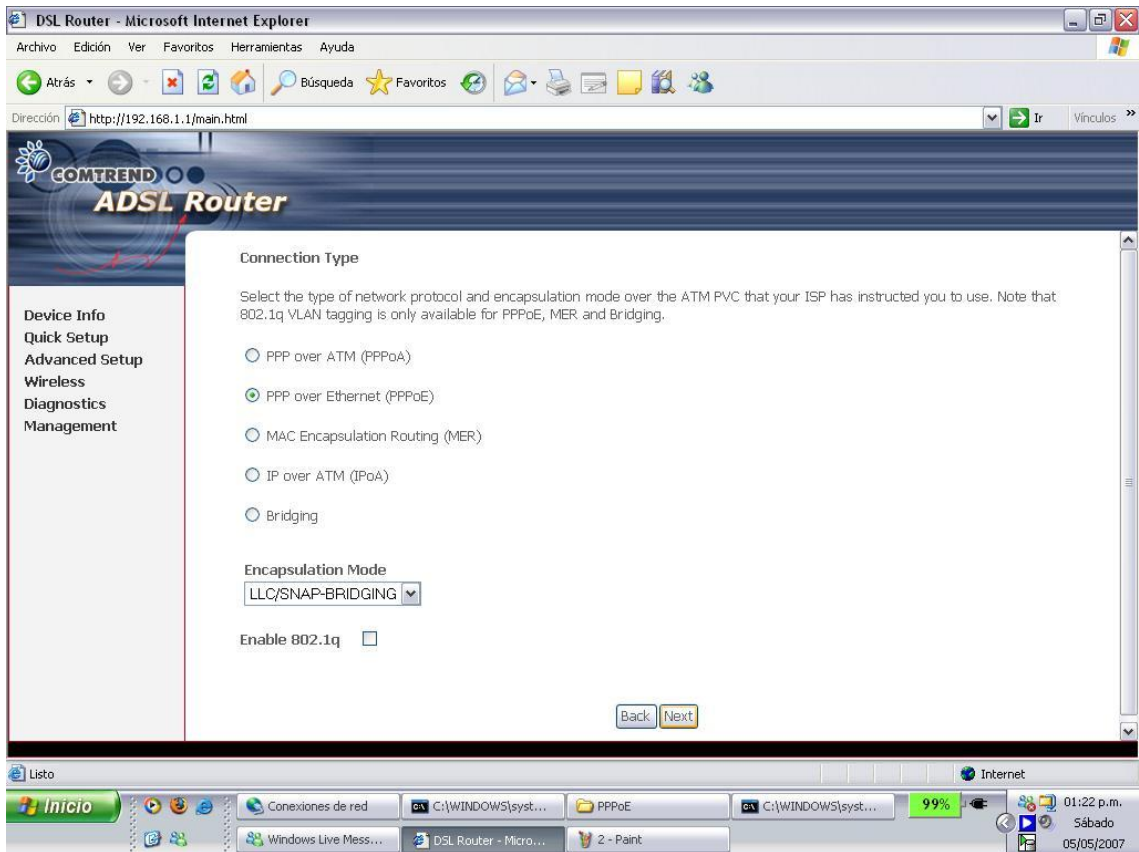 DSL Router - Microsoft Internet Explorer
Archivo Edición Ver Favoritos Herramientas Ayuda
Atrás Búsqueda Favoritos
Dirección http://192.168.1.1/main.html Ir Vínculos »
COMTREND
ADSL Router
Device Info
Quick Setup
Advanced Setup
Wireless
Diagnostics
Management
Connection Type
Select the type of network protocol and encapsulation mode over the ATM PVC that your ISP has instructed you to use. Note that
802.1q VLAN tagging is only available for PPPoE, MER and Bridging.
PPP over ATM (PPPoA)
PPP over Ethernet (PPPoE)
MAC Encapsulation Routing (MER)
IP over ATM (IPoA)
Bridging
Encapsulation Mode
LLC/SNAP-BRIDGING
Enable 802.1q
Back Next
Listo Internet
Inicio Conexiones de red C:\WINDOWS\syst... PPPoE C:\WINDOWS\syst... 99% 01:22 p.m.
Windows Live Mess... DSL Router - Micro... 2 - Paint Sábado
05/05/2007